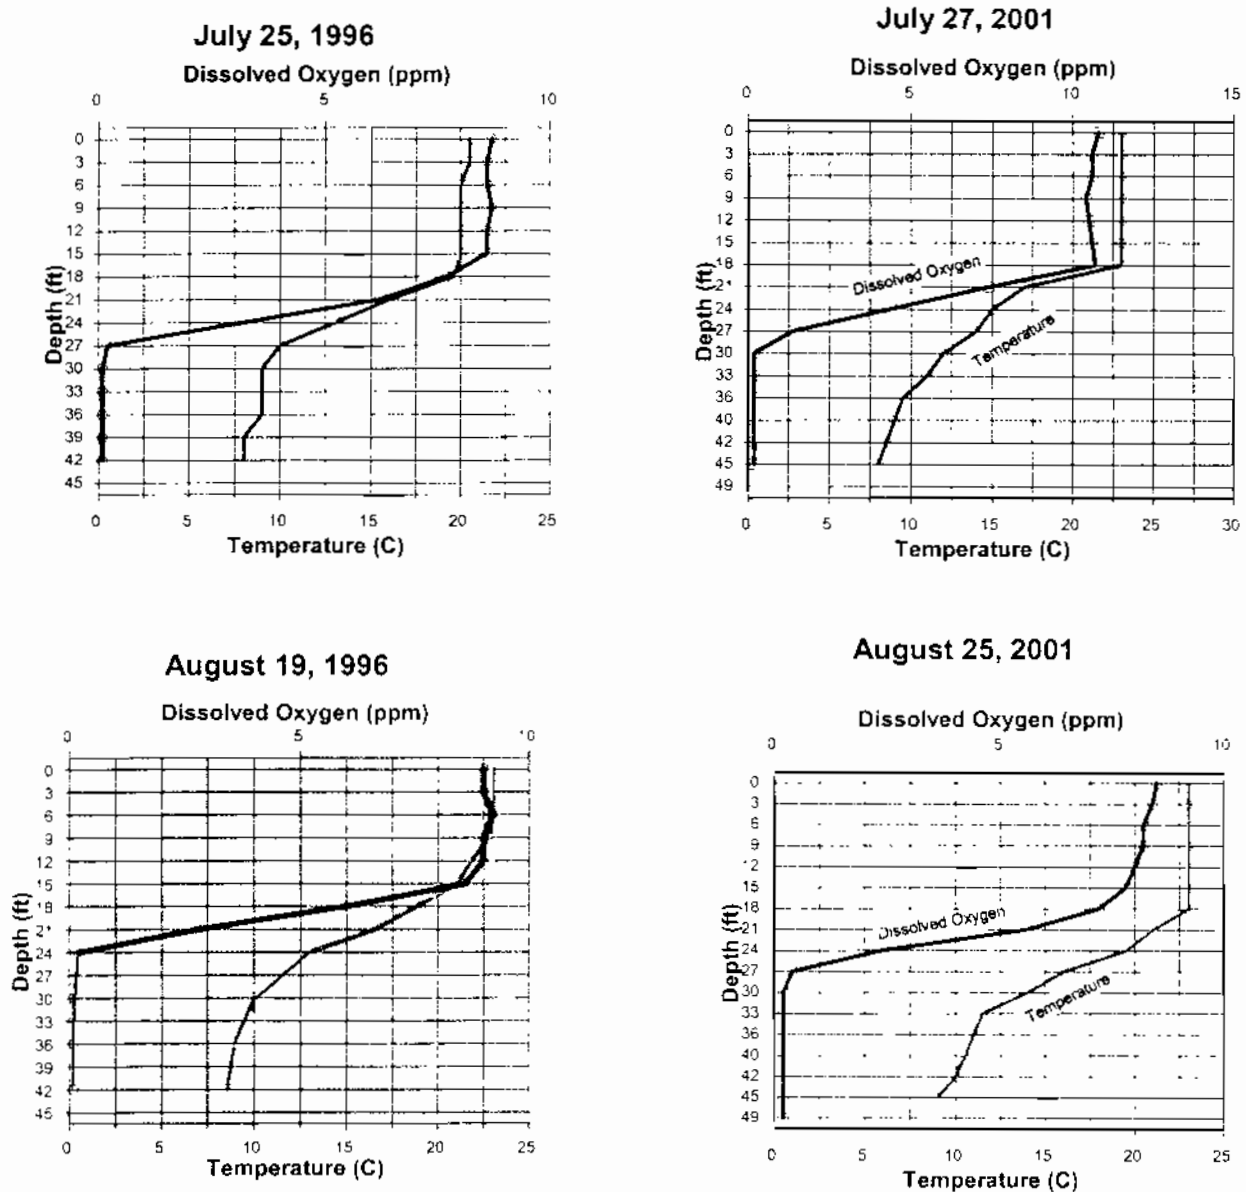 July 25, 1996
Dissolved Oxygen (ppm)
0 5 10
Depth (ft)
0
3
6
9
12
15
18
21
24
27
30
33
36
39
42
45
0 5 10 15 20 25
Temperature (C)
July 27, 2001
Dissolved Oxygen (ppm)
0 5 10 15
Depth (ft)
0
3
6
9
12
15
18
21
24
27
30
33
36
40
42
45
49
Dissolved Oxygen
Temperature
0 5 10 15 20 25 30
Temperature (C)
August 19, 1996
Dissolved Oxygen (ppm)
0 5 10
Depth (ft)
0
3
6
9
12
15
18
21
24
27
30
33
36
39
42
45
0 5 10 15 20 25
Temperature (C)
August 25, 2001
Dissolved Oxygen (ppm)
0 5 10
Depth (ft)
0
3
6
9
12
15
18
21
24
27
30
33
36
40
42
45
49
Dissolved Oxygen
Temperature
0 5 10 15 20 25
Temperature (C)